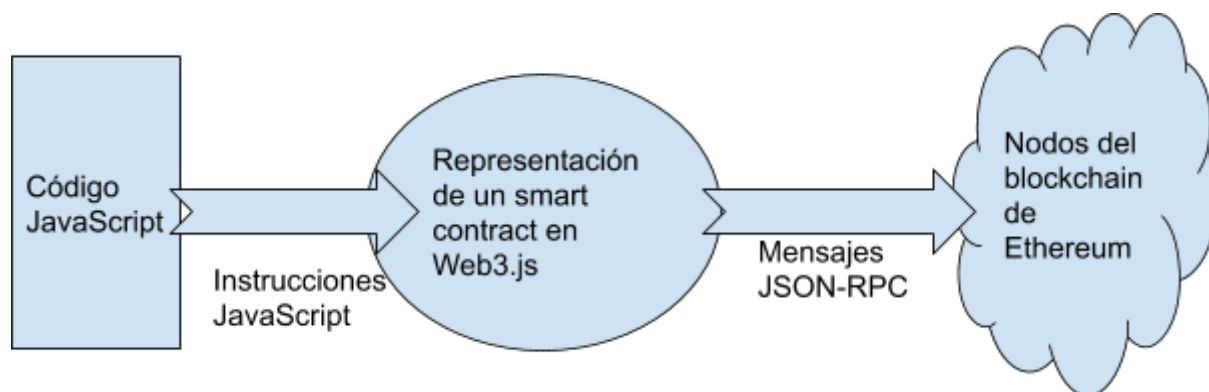 Código
JavaScript
Instrucciones
JavaScript
Representación
de un smart
contract en
Web3.js
Mensajes
JSON-RPC
Nodos del
blockchain
de
Ethereum